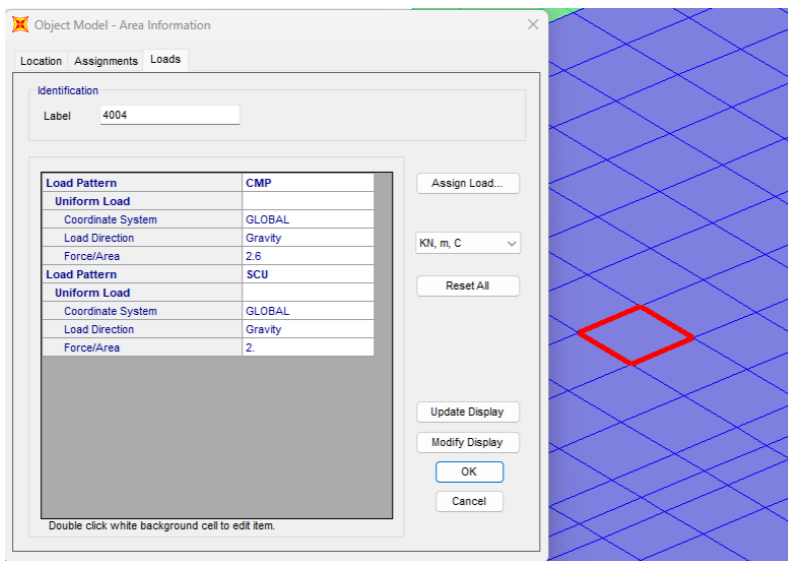 Object Model - Area Information
Location Assignments Loads
Identification
Label 4004
Load Pattern CMP
Uniform Load
Coordinate System GLOBAL
Load Direction Gravity
Force/Area 2.6
Load Pattern SCU
Uniform Load
Coordinate System GLOBAL
Load Direction Gravity
Force/Area 2.
Assign Load...
KN, m, C
Reset All
Update Display
Modify Display
OK
Cancel
Double click white background cell to edit item.